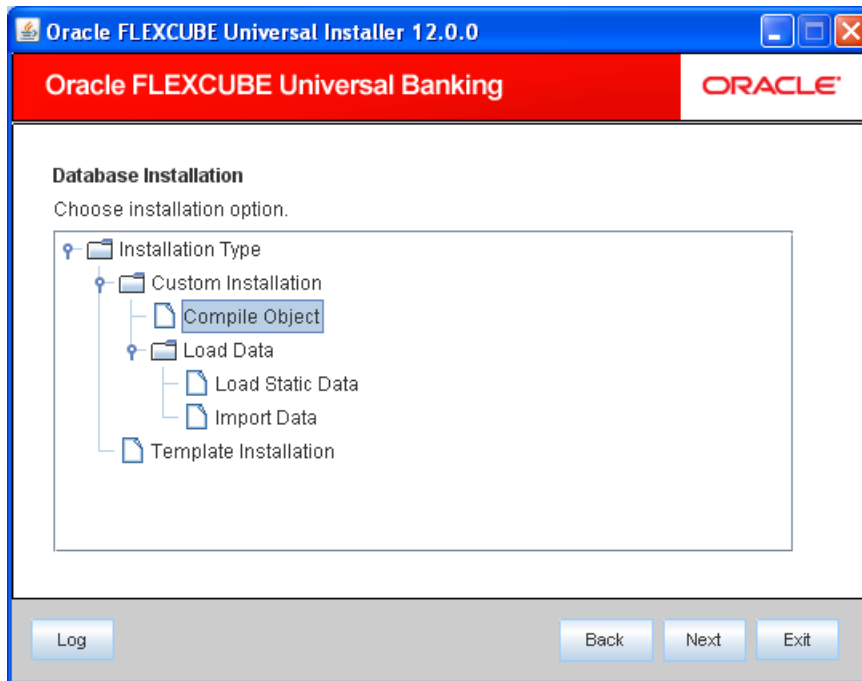 Oracle FLEXCUBE Universal Installer 12.0.0
Oracle FLEXCUBE Universal Banking
ORACLE
Database Installation
Choose installation option.
Installation Type
Custom Installation
Compile Object
Load Data
Load Static Data
Import Data
Template Installation
Log
Back
Next
Exit